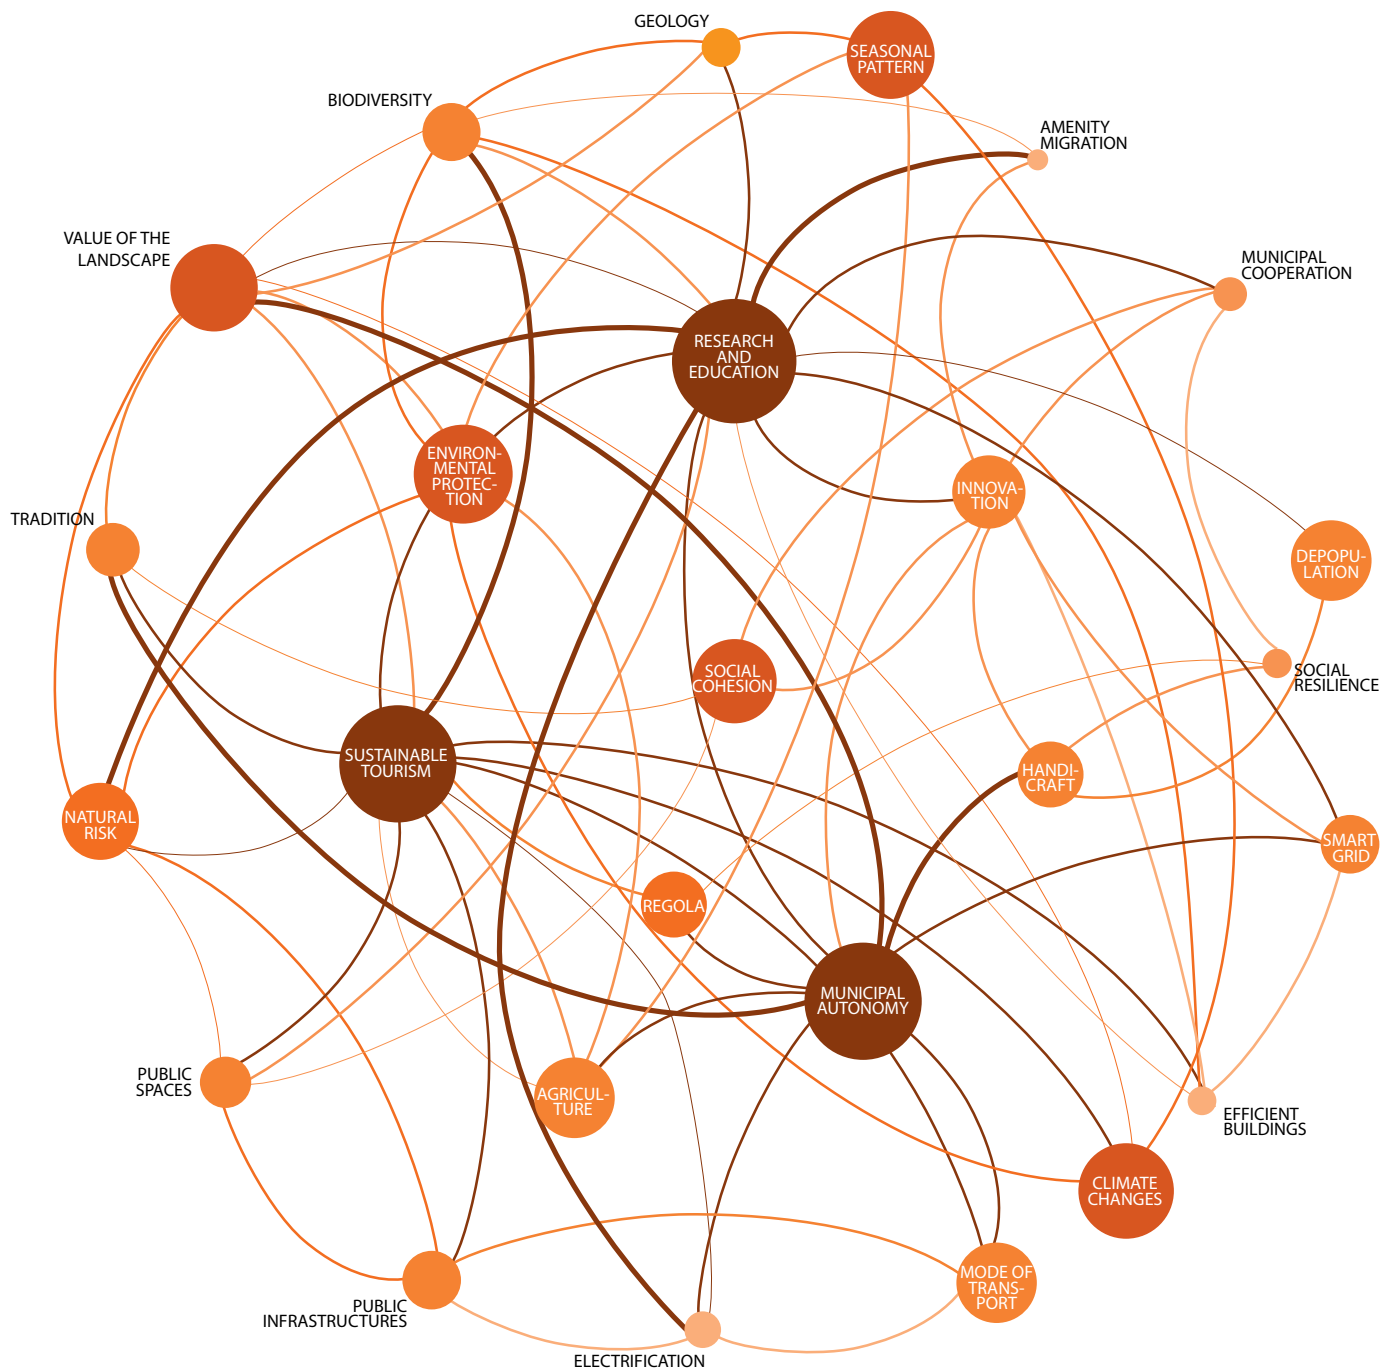 GEOLOGY
SEASONAL
PATTERN
BIODIVERSITY
AMENITY
MIGRATION
VALUE OF THE
LANDSCAPE
MUNICIPAL
COOPERATION
RESEARCH
AND
EDUCATION
ENVIRON-
MENTAL
PROTEC-
TION
INNOVA-
TION
TRADITION
DEPOPU-
LATION
SOCIAL
COHESION
SOCIAL
RESILIENCE
SUSTAINABLE
TOURISM
HANDI-
CRAFT
NATURAL
RISK
SMART
GRID
REGOLA
MUNICIPAL
AUTONOMY
PUBLIC
SPACES
AGRICUL-
TURE
EFFICIENT
BUILDINGS
CLIMATE
CHANGES
MODE OF
TRANS-
PORT
PUBLIC
INFRASTRUCTURES
ELECTRIFICATION